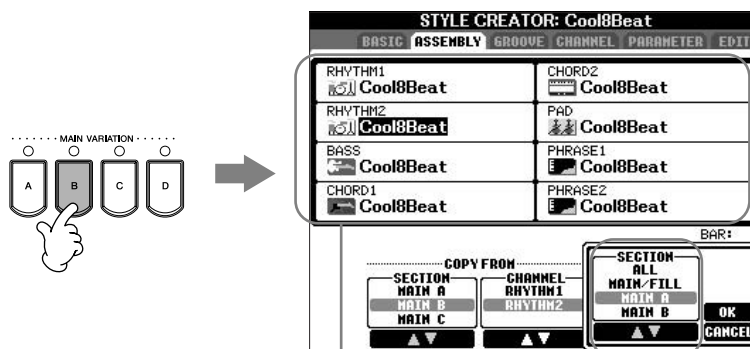 STYLE CREATOR: Cool8Beat
BASIC ASSEMBLY GROOVE CHANNEL PARAMETER EDIT
RHYTHM1
Cool8Beat
CHORD2
Cool8Beat
RHYTHM2
Cool8Beat
PAD
Cool8Beat
BASS
Cool8Beat
PHRASE1
Cool8Beat
CHORD1
Cool8Beat
PHRASE2
Cool8Beat
MAIN VARIATION
A B C D
BAR:
COPY FROM
SECTION
MAIN A
MAIN B
MAIN C
CHANNEL
RHYTHM1
RHYTHM2
SECTION
ALL
MAIN/FILL
MAIN A
MAIN B
OK
CANCEL